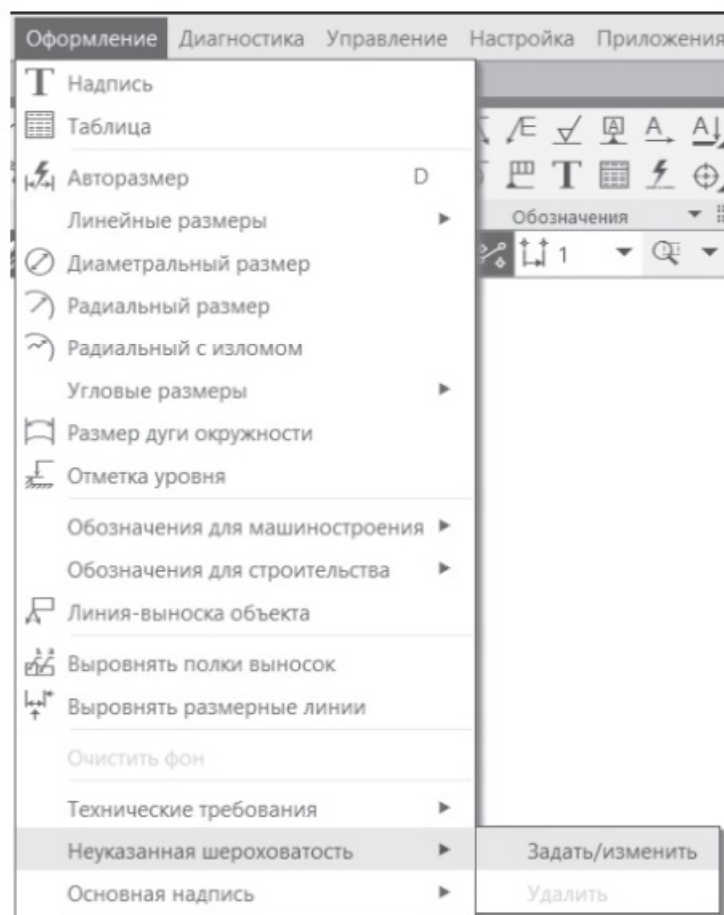 Оформление Диагностика Управление Настройка Приложения
Надпись
Таблица
Авторазмер D
Линейные размеры
Диаметральный размер
Радиальный размер
Радиальный с изломом
Угловые размеры
Размер дуги окружности
Отметка уровня
Обозначения для машиностроения
Обозначения для строительства
Линия-выноска объекта
Выровнять полки выносок
Выровнять размерные линии
Очистить фон
Технические требования
Неуказанная шероховатость
Основная надпись
Обозначения
1
Задать/изменить
Удалить